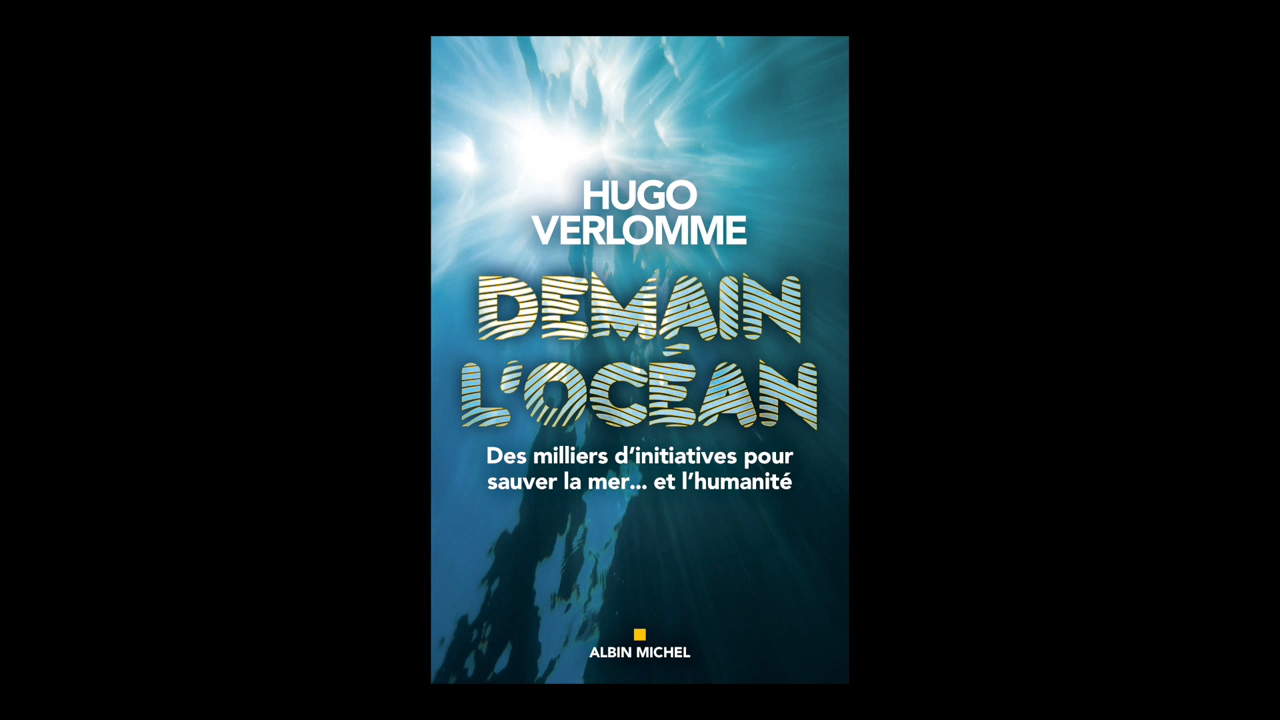 HUGO
VERLOMME
DEMAIN
L'OCÉAN
Des milliers d'initiatives pour
sauver la mer... et l'humanité
ALBIN MICHEL